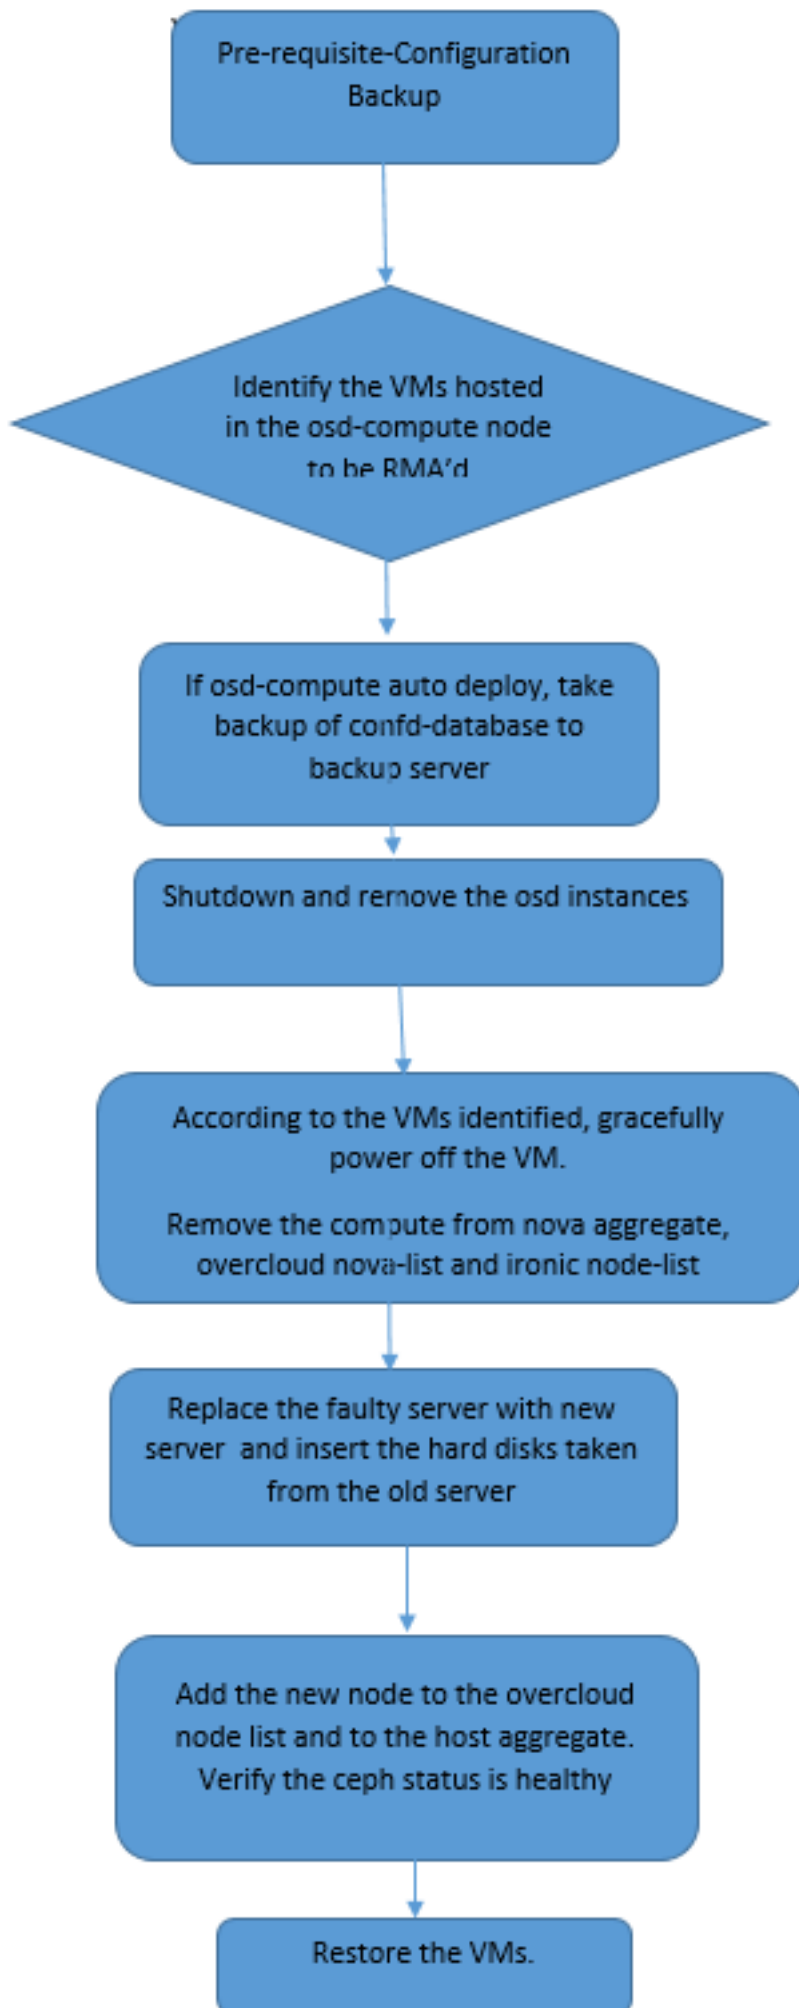 Pre-requisite-Configuration
Backup
Identify the VMs hosted
in the osd-compute node
to be RMA'd
If osd-compute auto deploy, take
backup of confd-database to
backup server
Shutdown and remove the osd instances
According to the VMs identified, gracefully
power off the VM.
Remove the compute from nova aggregate,
overcloud nova-list and ironic node-list
Replace the faulty server with new
server  and insert the hard disks taken
from the old server
Add the new node to the overcloud
node list and to the host aggregate.
Verify the ceph status is healthy
Restore the VMs.